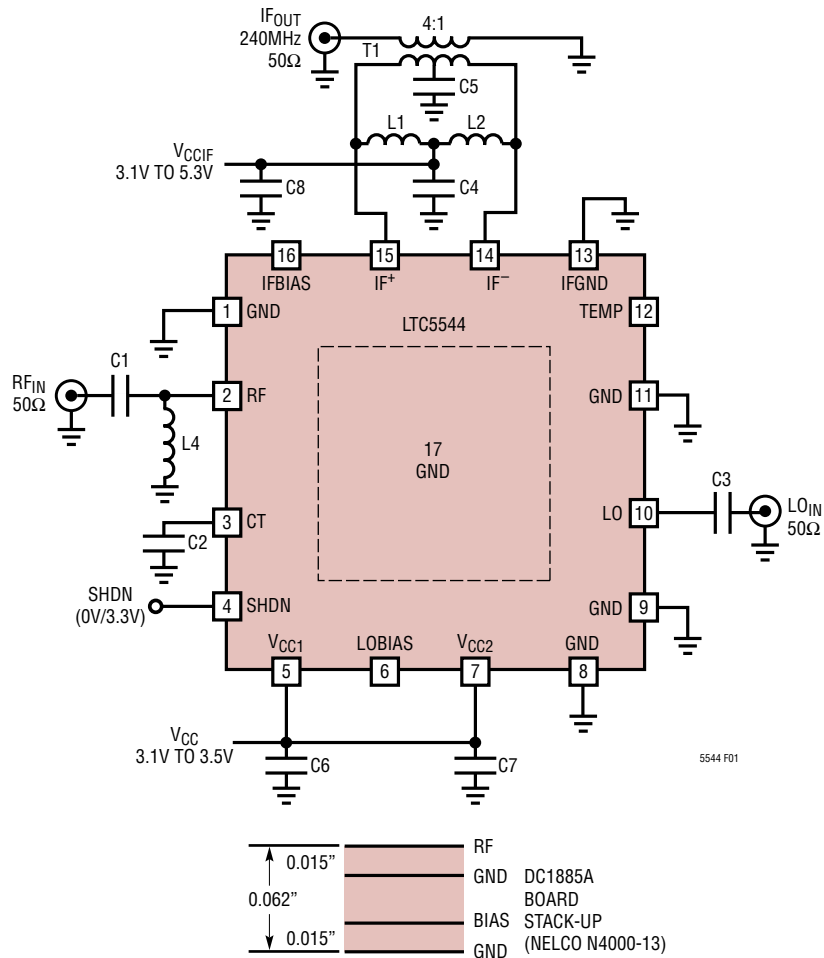 IFOUT
240MHz
50Ω
4:1
T1
C5
L1
L2
VCCIF
3.1V TO 5.3V
C8
C4
16
15
14
13
IFBIAS
IF+
IF−
IFGND
1
GND
LTC5544
TEMP
12
C1
RFIN
50Ω
2
RF
L4
GND
11
17
GND
C3
LO
10
LOIN
50Ω
3
CT
C2
SHDN
(0V/3.3V)
4
SHDN
GND
9
VCC1
LOBIAS
VCC2
GND
5
6
7
8
VCC
3.1V TO 3.5V
C6
C7
5544 F01
RF
0.015”
GND
DC1885A
BOARD
STACK-UP
(NELCO N4000-13)
0.062”
BIAS
0.015”
GND